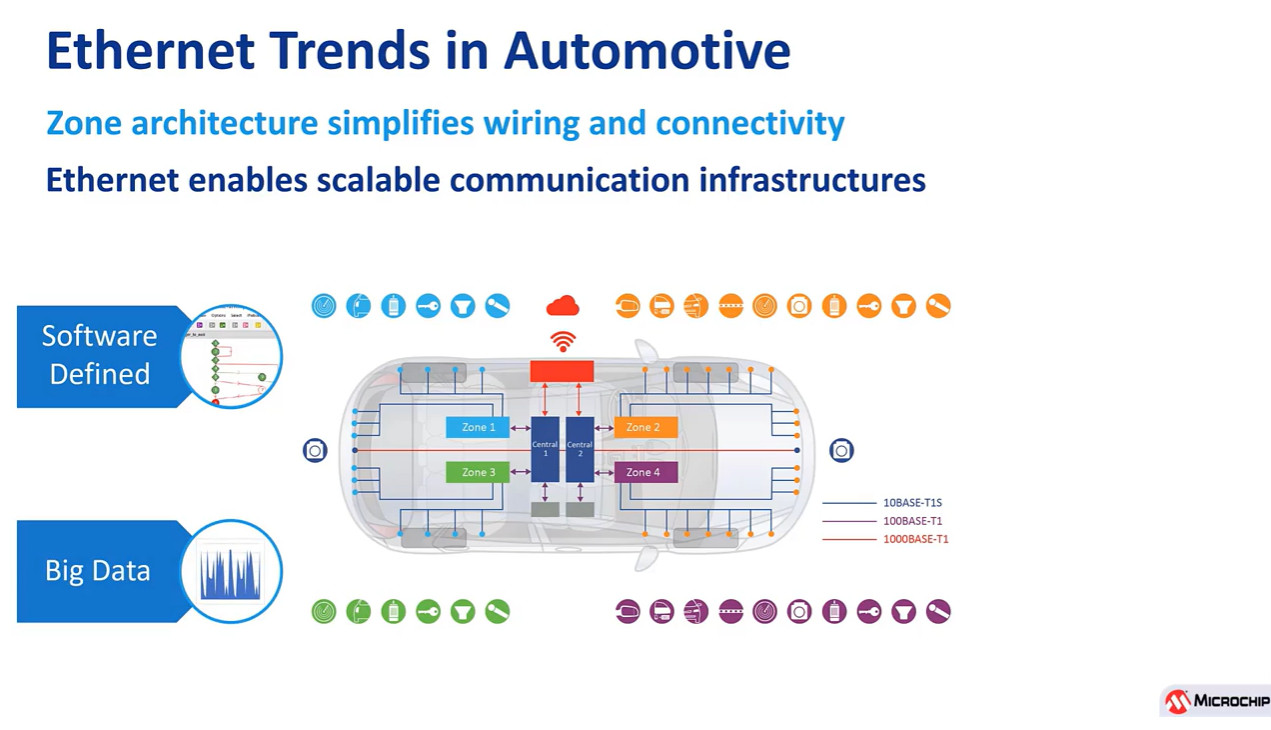 Ethernet Trends in Automotive
Zone architecture simplifies wiring and connectivity
Ethernet enables scalable communication infrastructures
Software
Defined
Big Data
Zone 1
Zone 2
Zone 3
Zone 4
Central
1
Central
2
10BASE-T1S
100BASE-T1
1000BASE-T1
MICROCHIP